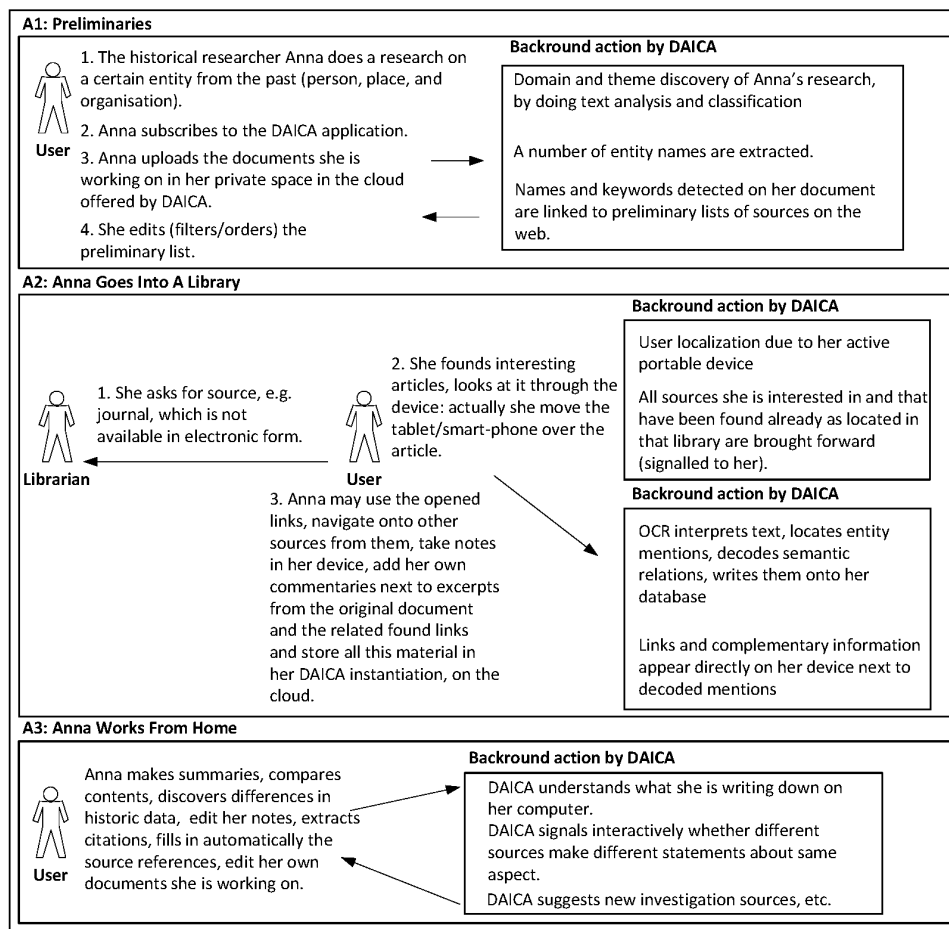 A1: Preliminaries
1. The historical researcher Anna does a research on
a certain entity from the past (person, place, and
organisation).
2. Anna subscribes to the DAICA application.
User
3. Anna uploads the documents she is
working on in her private space in the cloud
offered by DAICA.
4. She edits (filters/orders) the
preliminary list.
Backround action by DAICA
Domain and theme discovery of Anna's research,
by doing text analysis and classification
A number of entity names are extracted.
Names and keywords detected on her document
are linked to preliminary lists of sources on the
web.
A2: Anna Goes Into A Library
Librarian
1. She asks for source, e.g.
journal, which is not
available in electronic form.
User
2. She founds interesting
articles, looks at it through the
device: actually she move the
tablet/smart-phone over the
article.
3. Anna may use the opened
links, navigate onto other
sources from them, take notes
in her device, add her own
commentaries next to excerpts
from the original document
and the related found links
and store all this material in
her DAICA instantiation, on the
cloud.
Backround action by DAICA
User localization due to her active
portable device
All sources she is interested in and that
have been found already as located in
that library are brought forward
(signalled to her).
Backround action by DAICA
OCR interprets text, locates entity
mentions, decodes semantic
relations, writes them onto her
database
Links and complementary information
appear directly on her device next to
decoded mentions
A3: Anna Works From Home
User
Anna makes summaries, compares
contents, discovers differences in
historic data, edit her notes, extracts
citations, fills in automatically the
source references, edit her own
documents she is working on.
Backround action by DAICA
DAICA understands what she is writing down on
her computer.
DAICA signals interactively whether different
sources make different statements about same
aspect.
DAICA suggests new investigation sources, etc.